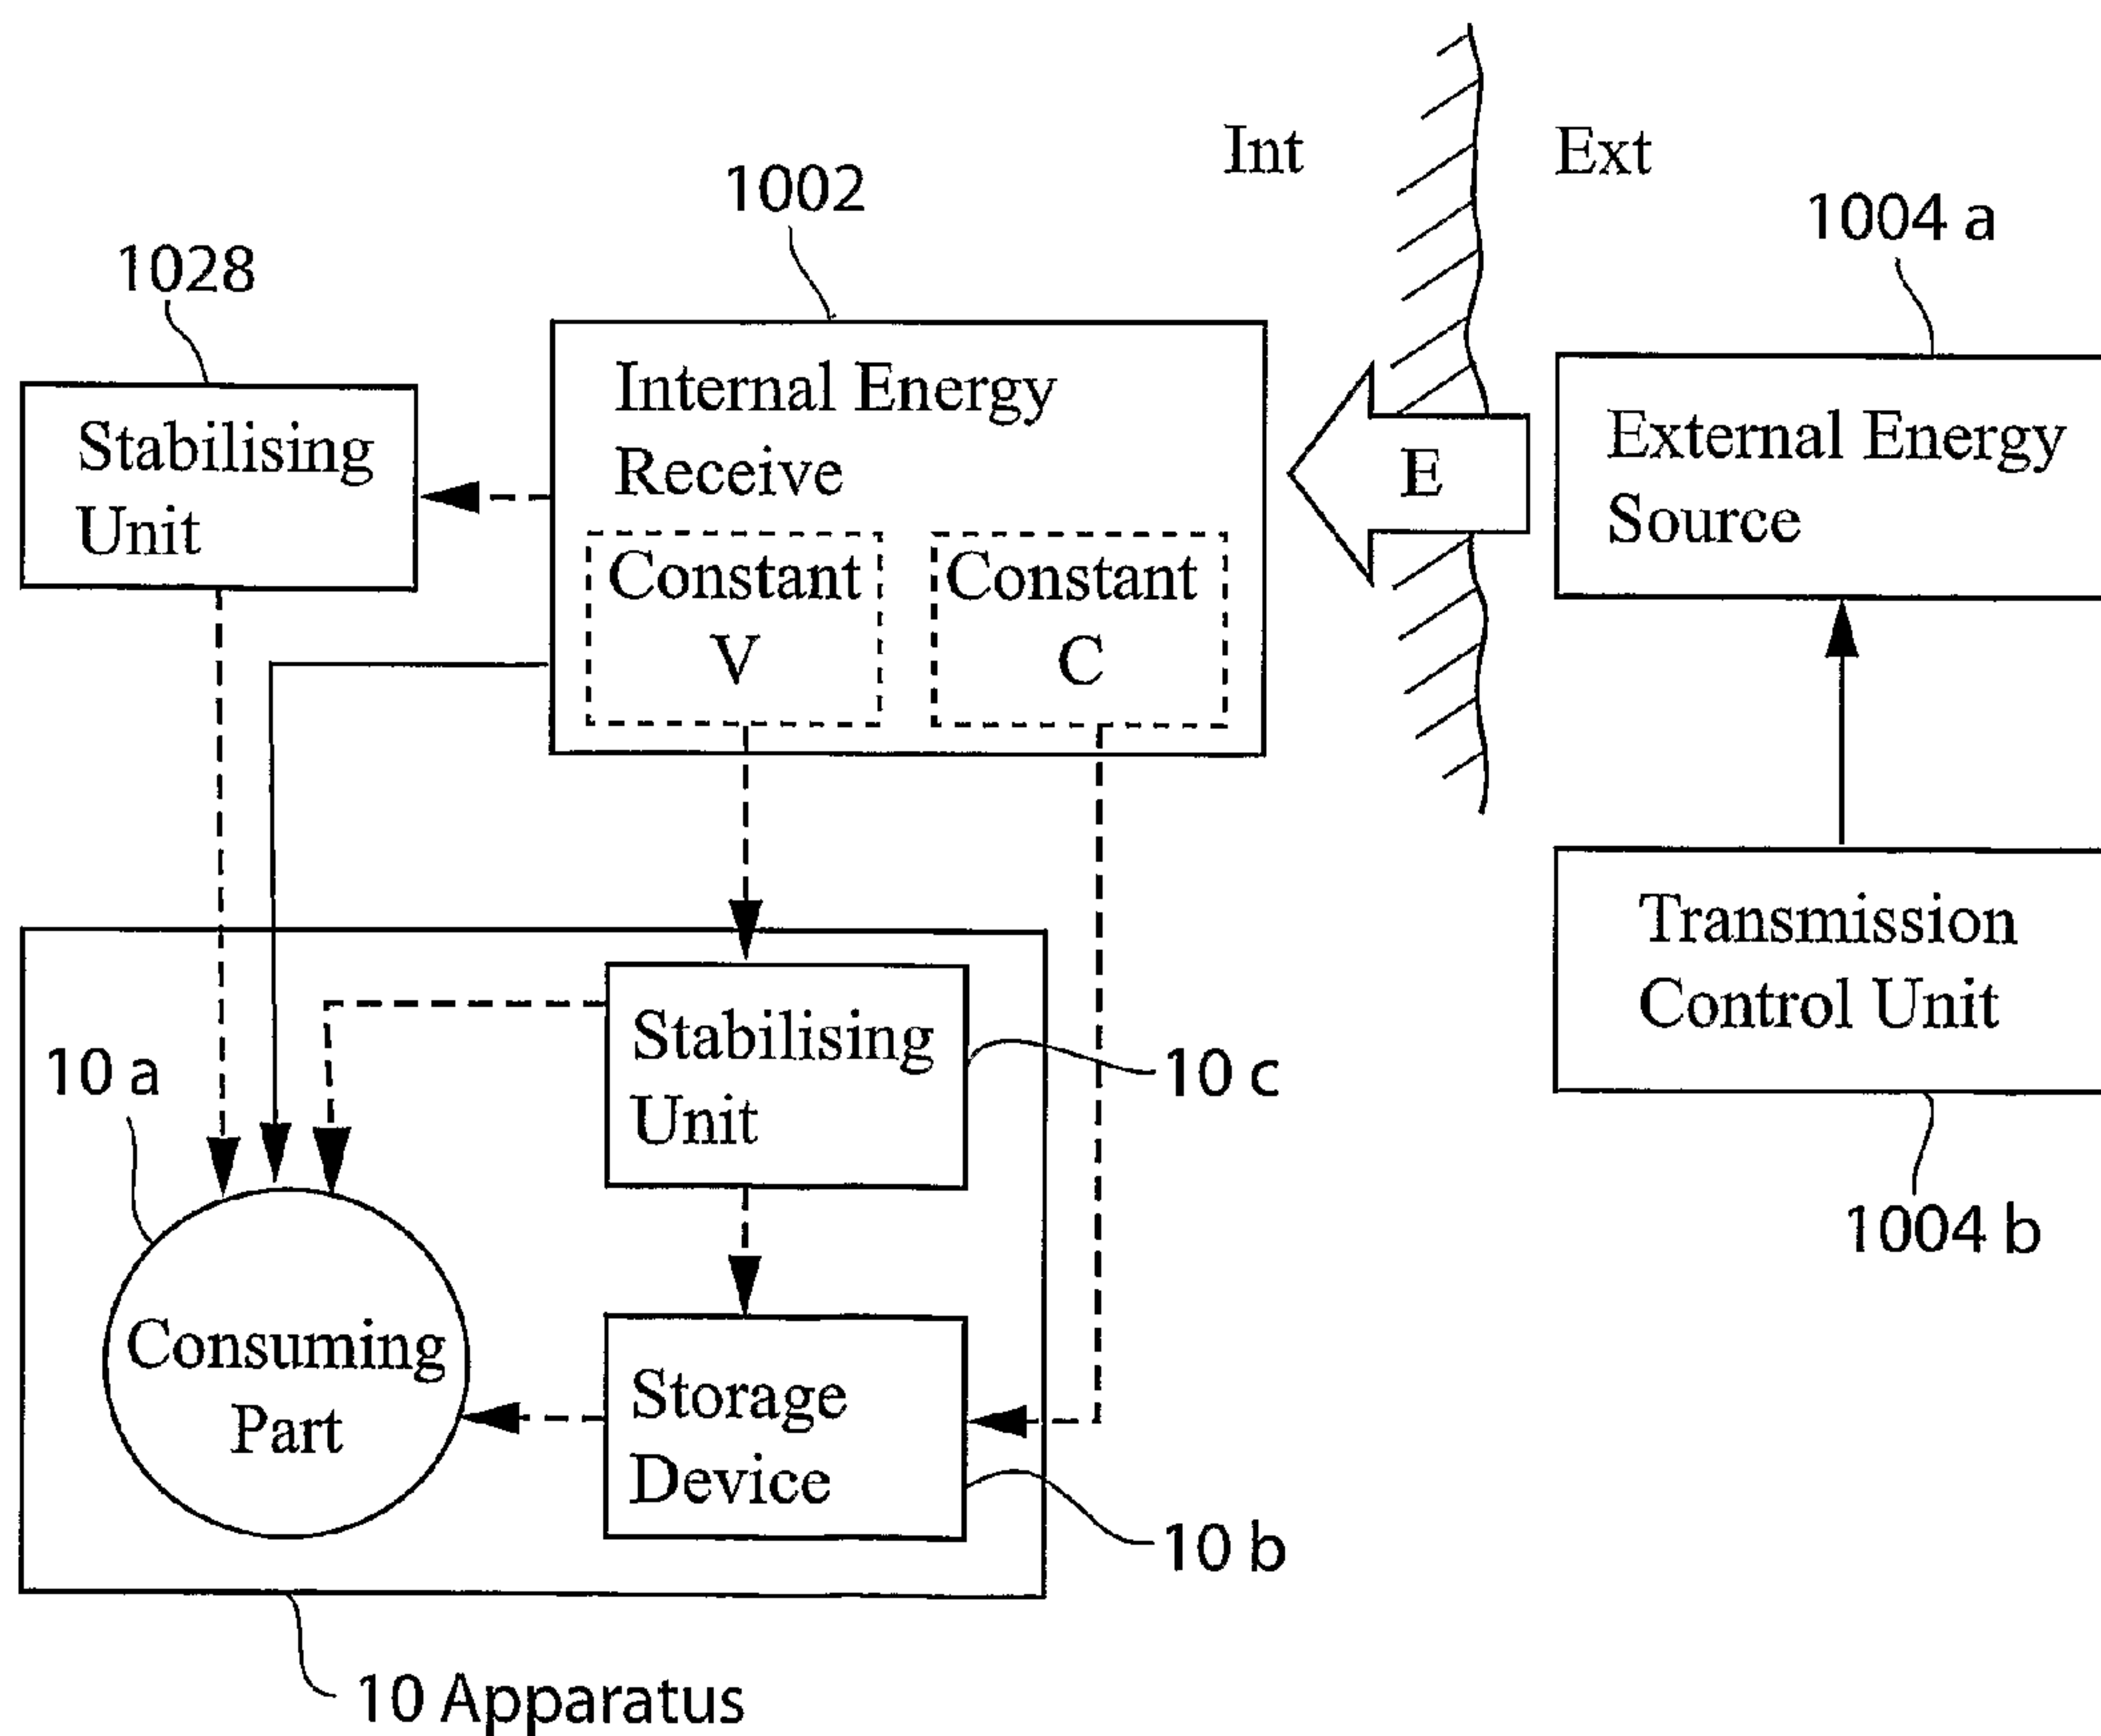 Int
Ext
1002
1004 a
1028
Internal Energy
Receive
Stabilising
Unit
External Energy
Source
E
Constant
V
Constant
C
Transmission
Control Unit
Stabilising
Unit
10 a
10 c
1004 b
Consuming
Part
Storage
Device
10 b
10 Apparatus